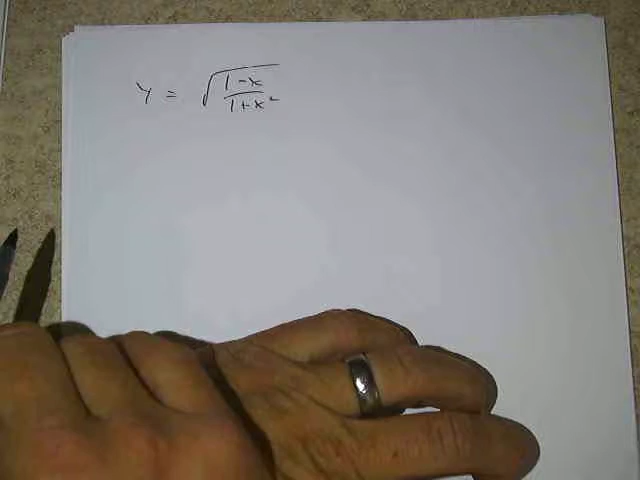 y = √((1-x)/(1+x²))